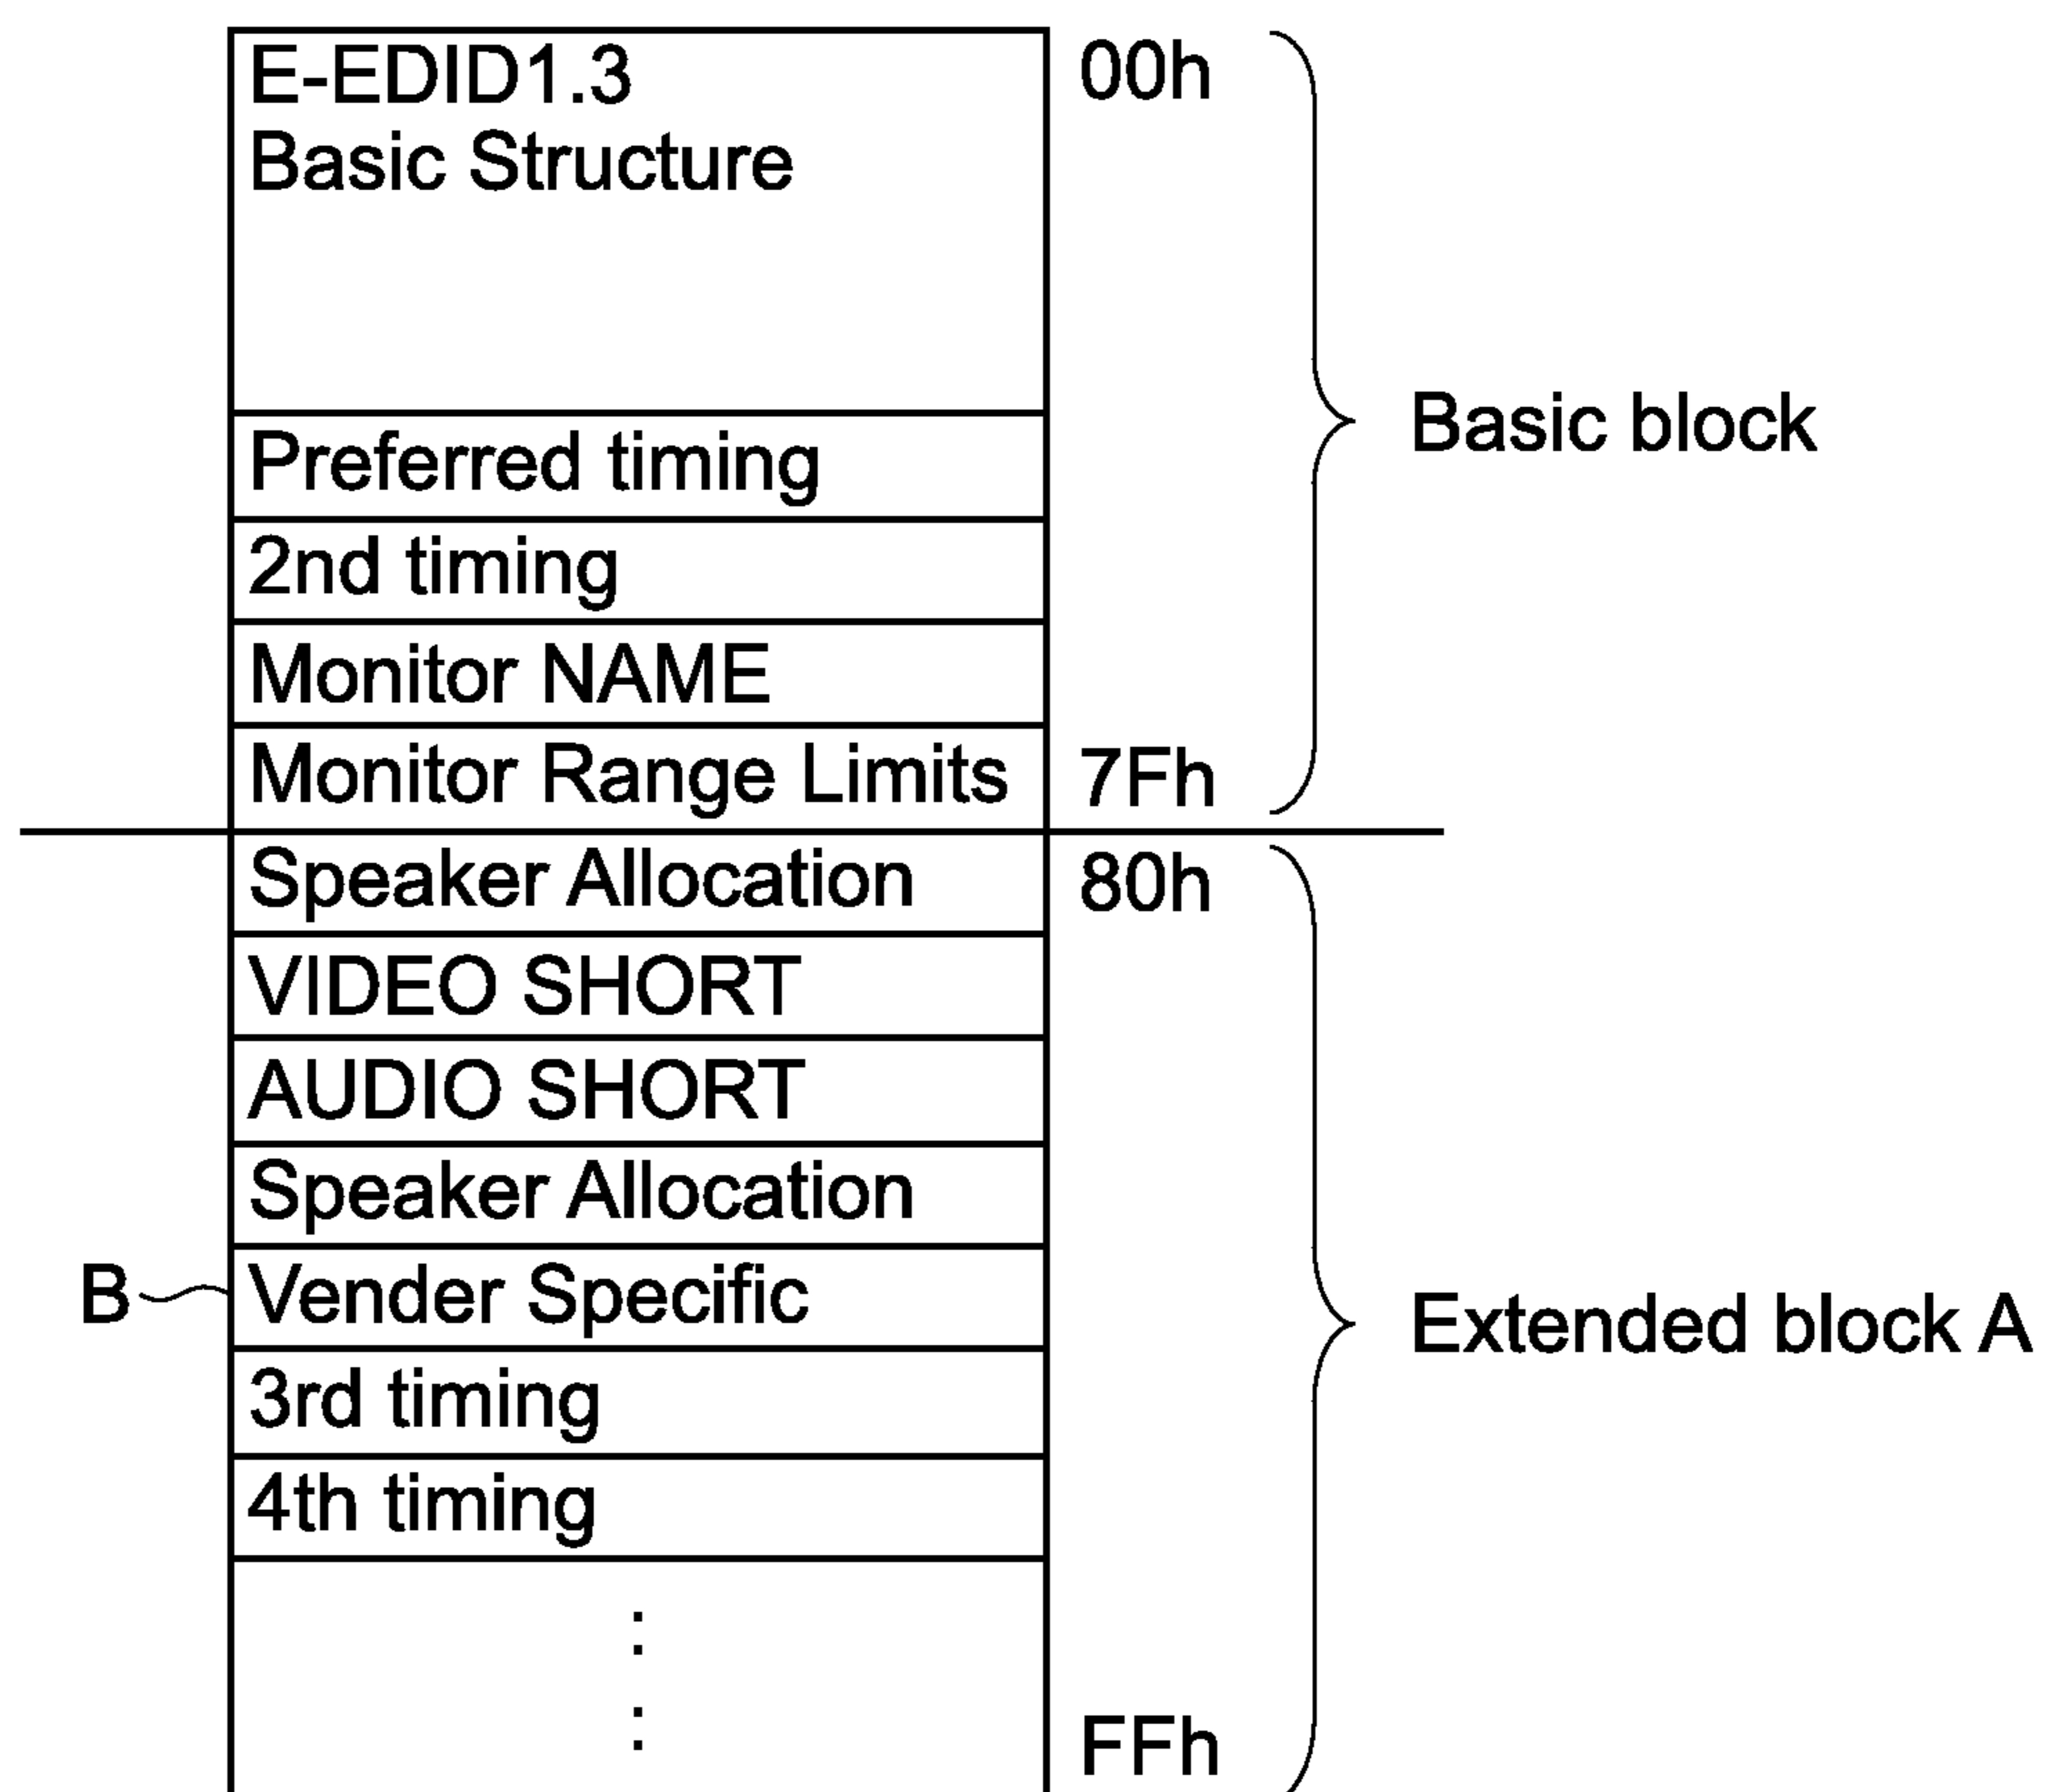 E-EDID1.3
00h
Basic Structure
Basic block
Preferred timing
2nd timing
Monitor NAME
Monitor Range Limits
7Fh
Speaker Allocation
80h
VIDEO SHORT
AUDIO SHORT
Speaker Allocation
B
Vender Specific
Extended block A
3rd timing
4th timing
:
:
FFh